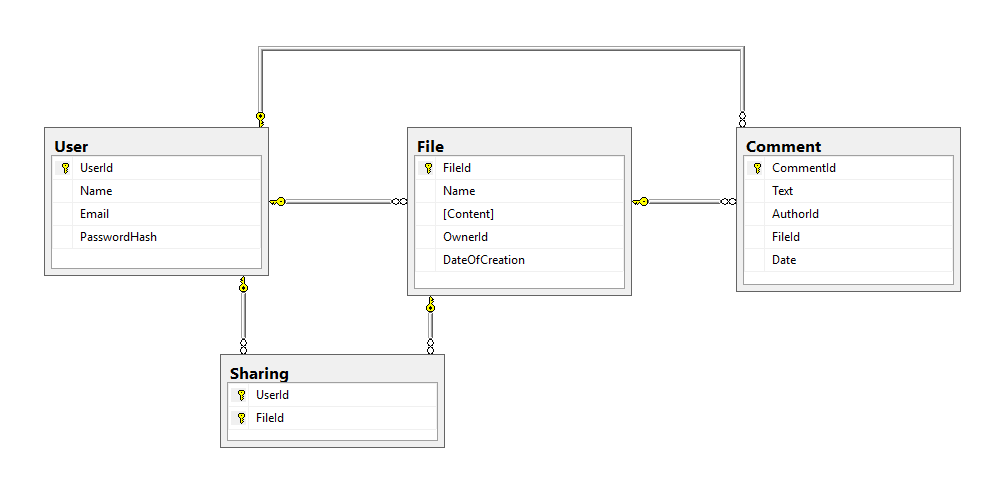 User
UserId
Name
Email
PasswordHash
File
FileId
Name
[Content]
OwnerId
DateOfCreation
Comment
CommentId
Text
AuthorId
FileId
Date
Sharing
UserId
FileId